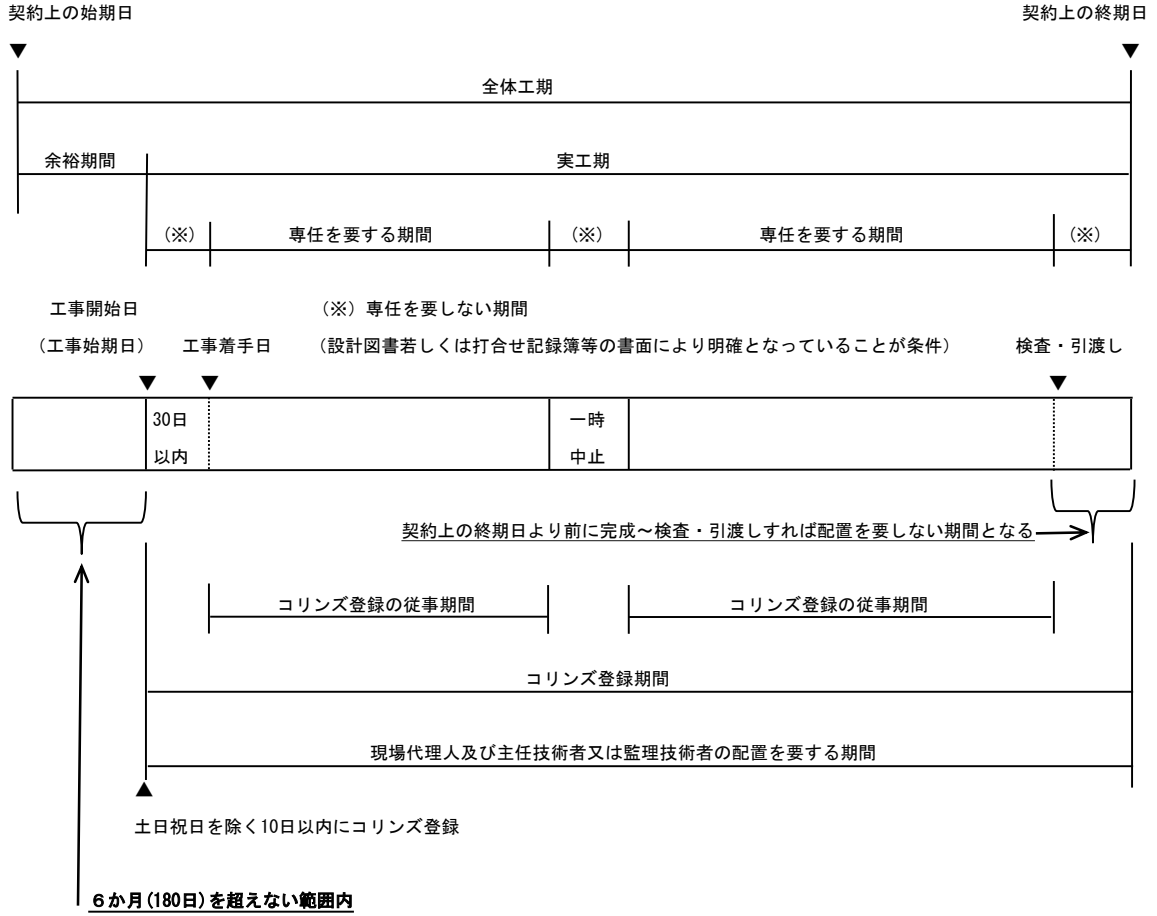 契約上の始期日
契約上の終期日
▼
▼
全体工期
余裕期間
実工期
(※)
専任を要する期間
(※)
専任を要する期間
(※)
工事開始日
(※)専任を要しない期間
(工事始期日)
工事着手日
(設計図書若しくは打合せ記録簿等の書面により明確となっていることが条件)
検査・引渡し
▼
▼
▼
30日
以内
一時
中止
契約上の終期日より前に完成~検査・引渡しすれば配置を要しない期間となる
コリンズ登録の従事期間
コリンズ登録の従事期間
コリンズ登録期間
現場代理人及び主任技術者又は監理技術者の配置を要する期間
▲
土日祝日を除く10日以内にコリンズ登録
6か月(180日)を超えない範囲内